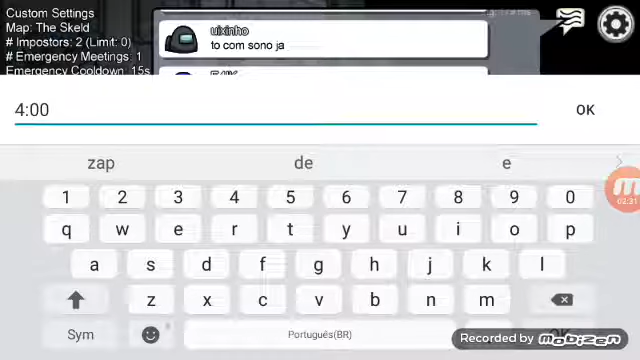 Custom Settings
Map: The Skeld
# Impostors: 2 (Limit: 0)
# Emergency Meetings: 1
Emergency Cooldown: 15s
uixinho
to com sono ja
4:00
OK
zap de e
1 2 3 4 5 6 7 8 9 0
q w e r t y u i o p
a s d f g h j k l
z x c v b n m
Sym Português(BR)
02:31
Recorded by MOBIZEN